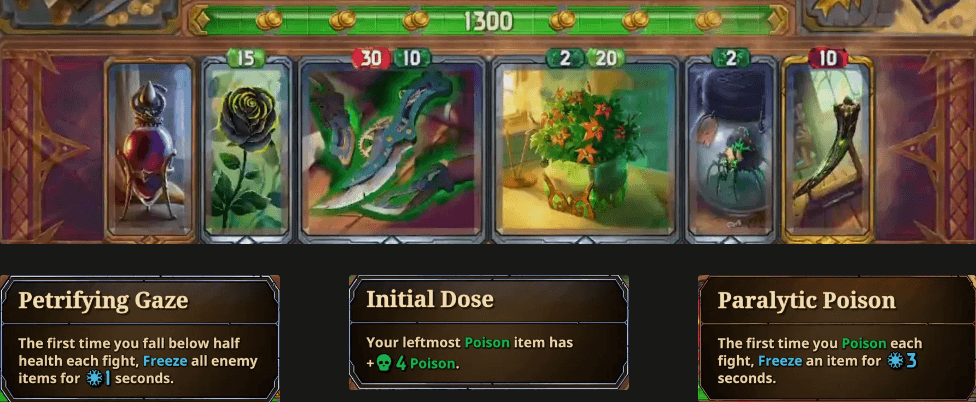 1300
15 30 10 2 20 2 10
Petrifying Gaze
The first time you fall below half
health each fight, Freeze all enemy
items for 1 seconds.
Initial Dose
Your leftmost Poison item has
+ 4 Poison.
Paralytic Poison
The first time you Poison each
fight, Freeze an item for 3
seconds.